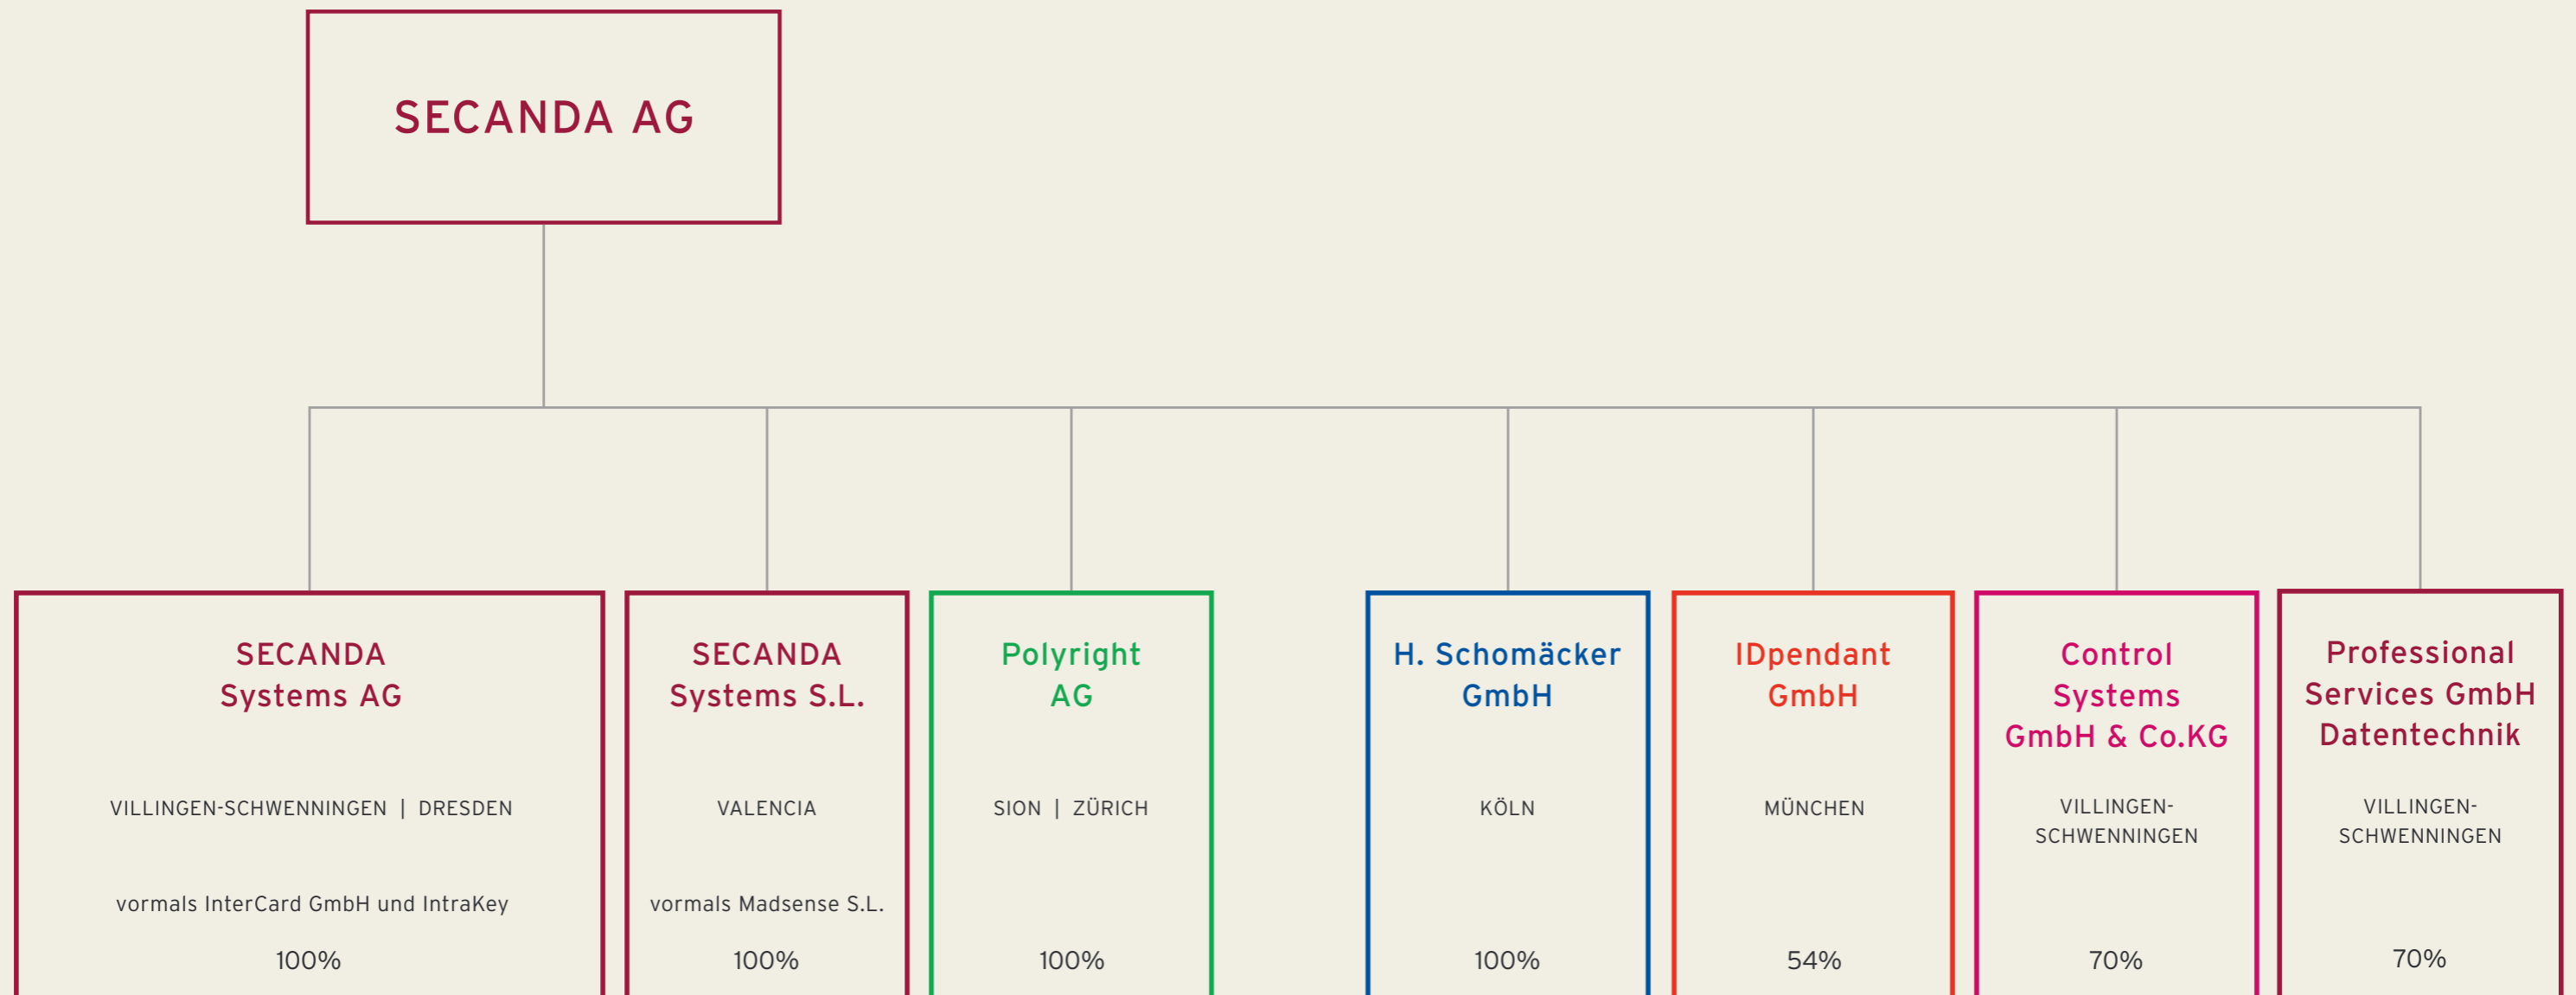 SECANDA AG
SECANDA
Systems AG
VILLINGEN-SCHWENNINGEN | DRESDEN
vormals InterCard GmbH und IntraKey
100%
SECANDA
Systems S.L.
VALENCIA
vormals Madsense S.L.
100%
Polyright
AG
SION | ZÜRICH
100%
H. Schomäcker
GmbH
KÖLN
100%
IDpendant
GmbH
MÜNCHEN
54%
Control
Systems
GmbH & Co.KG
VILLINGEN-
SCHWENNINGEN
70%
Professional
Services GmbH
Datentechnik
VILLINGEN-
SCHWENNINGEN
70%